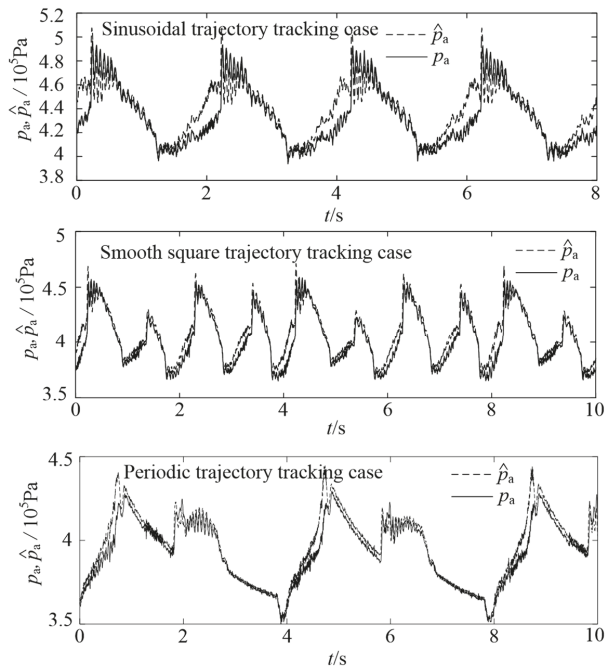 5.2
Sinusoidal trajectory tracking case
5
p̂a
4.8
pa
4.6
4.4
4.2
4
3.8
pa, p̂a / 10⁵Pa
0 2 4 6 8
t/s
5
Smooth square trajectory tracking case
p̂a
pa
4.5
4
3.5
pa,p̂a / 10⁵Pa
0 2 4 6 8 10
t/s
4.5
Periodic trajectory tracking case
p̂a
pa
4
3.5
pa,p̂a / 10⁵Pa
0 2 4 6 8 10
t/s